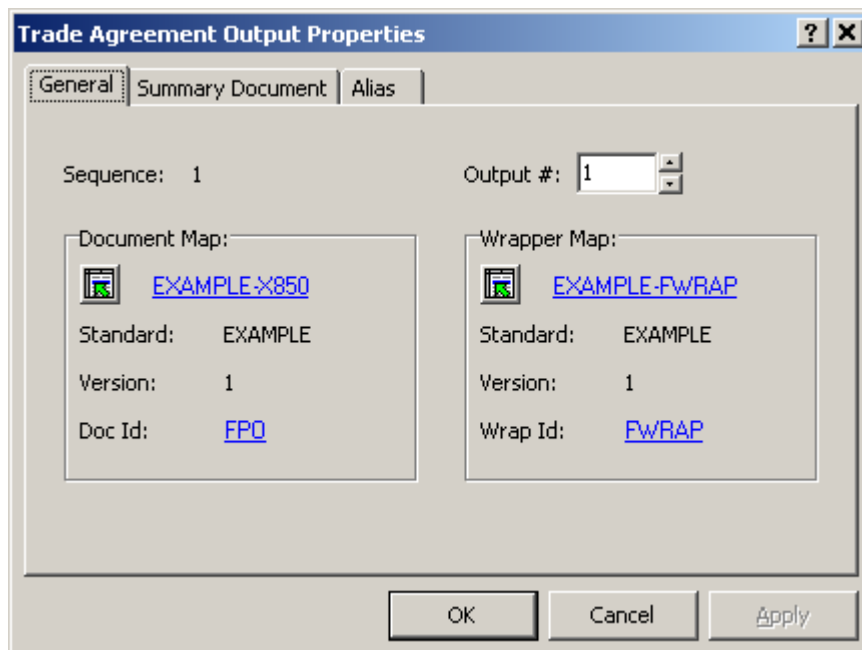 Trade Agreement Output Properties
General Summary Document Alias
Sequence: 1 Output #: 1
Document Map: Wrapper Map:
EXAMPLE-X850 EXAMPLE-FWRAP
Standard: EXAMPLE Standard: EXAMPLE
Version: 1 Version: 1
Doc Id: FPO Wrap Id: FWRAP
OK Cancel Apply